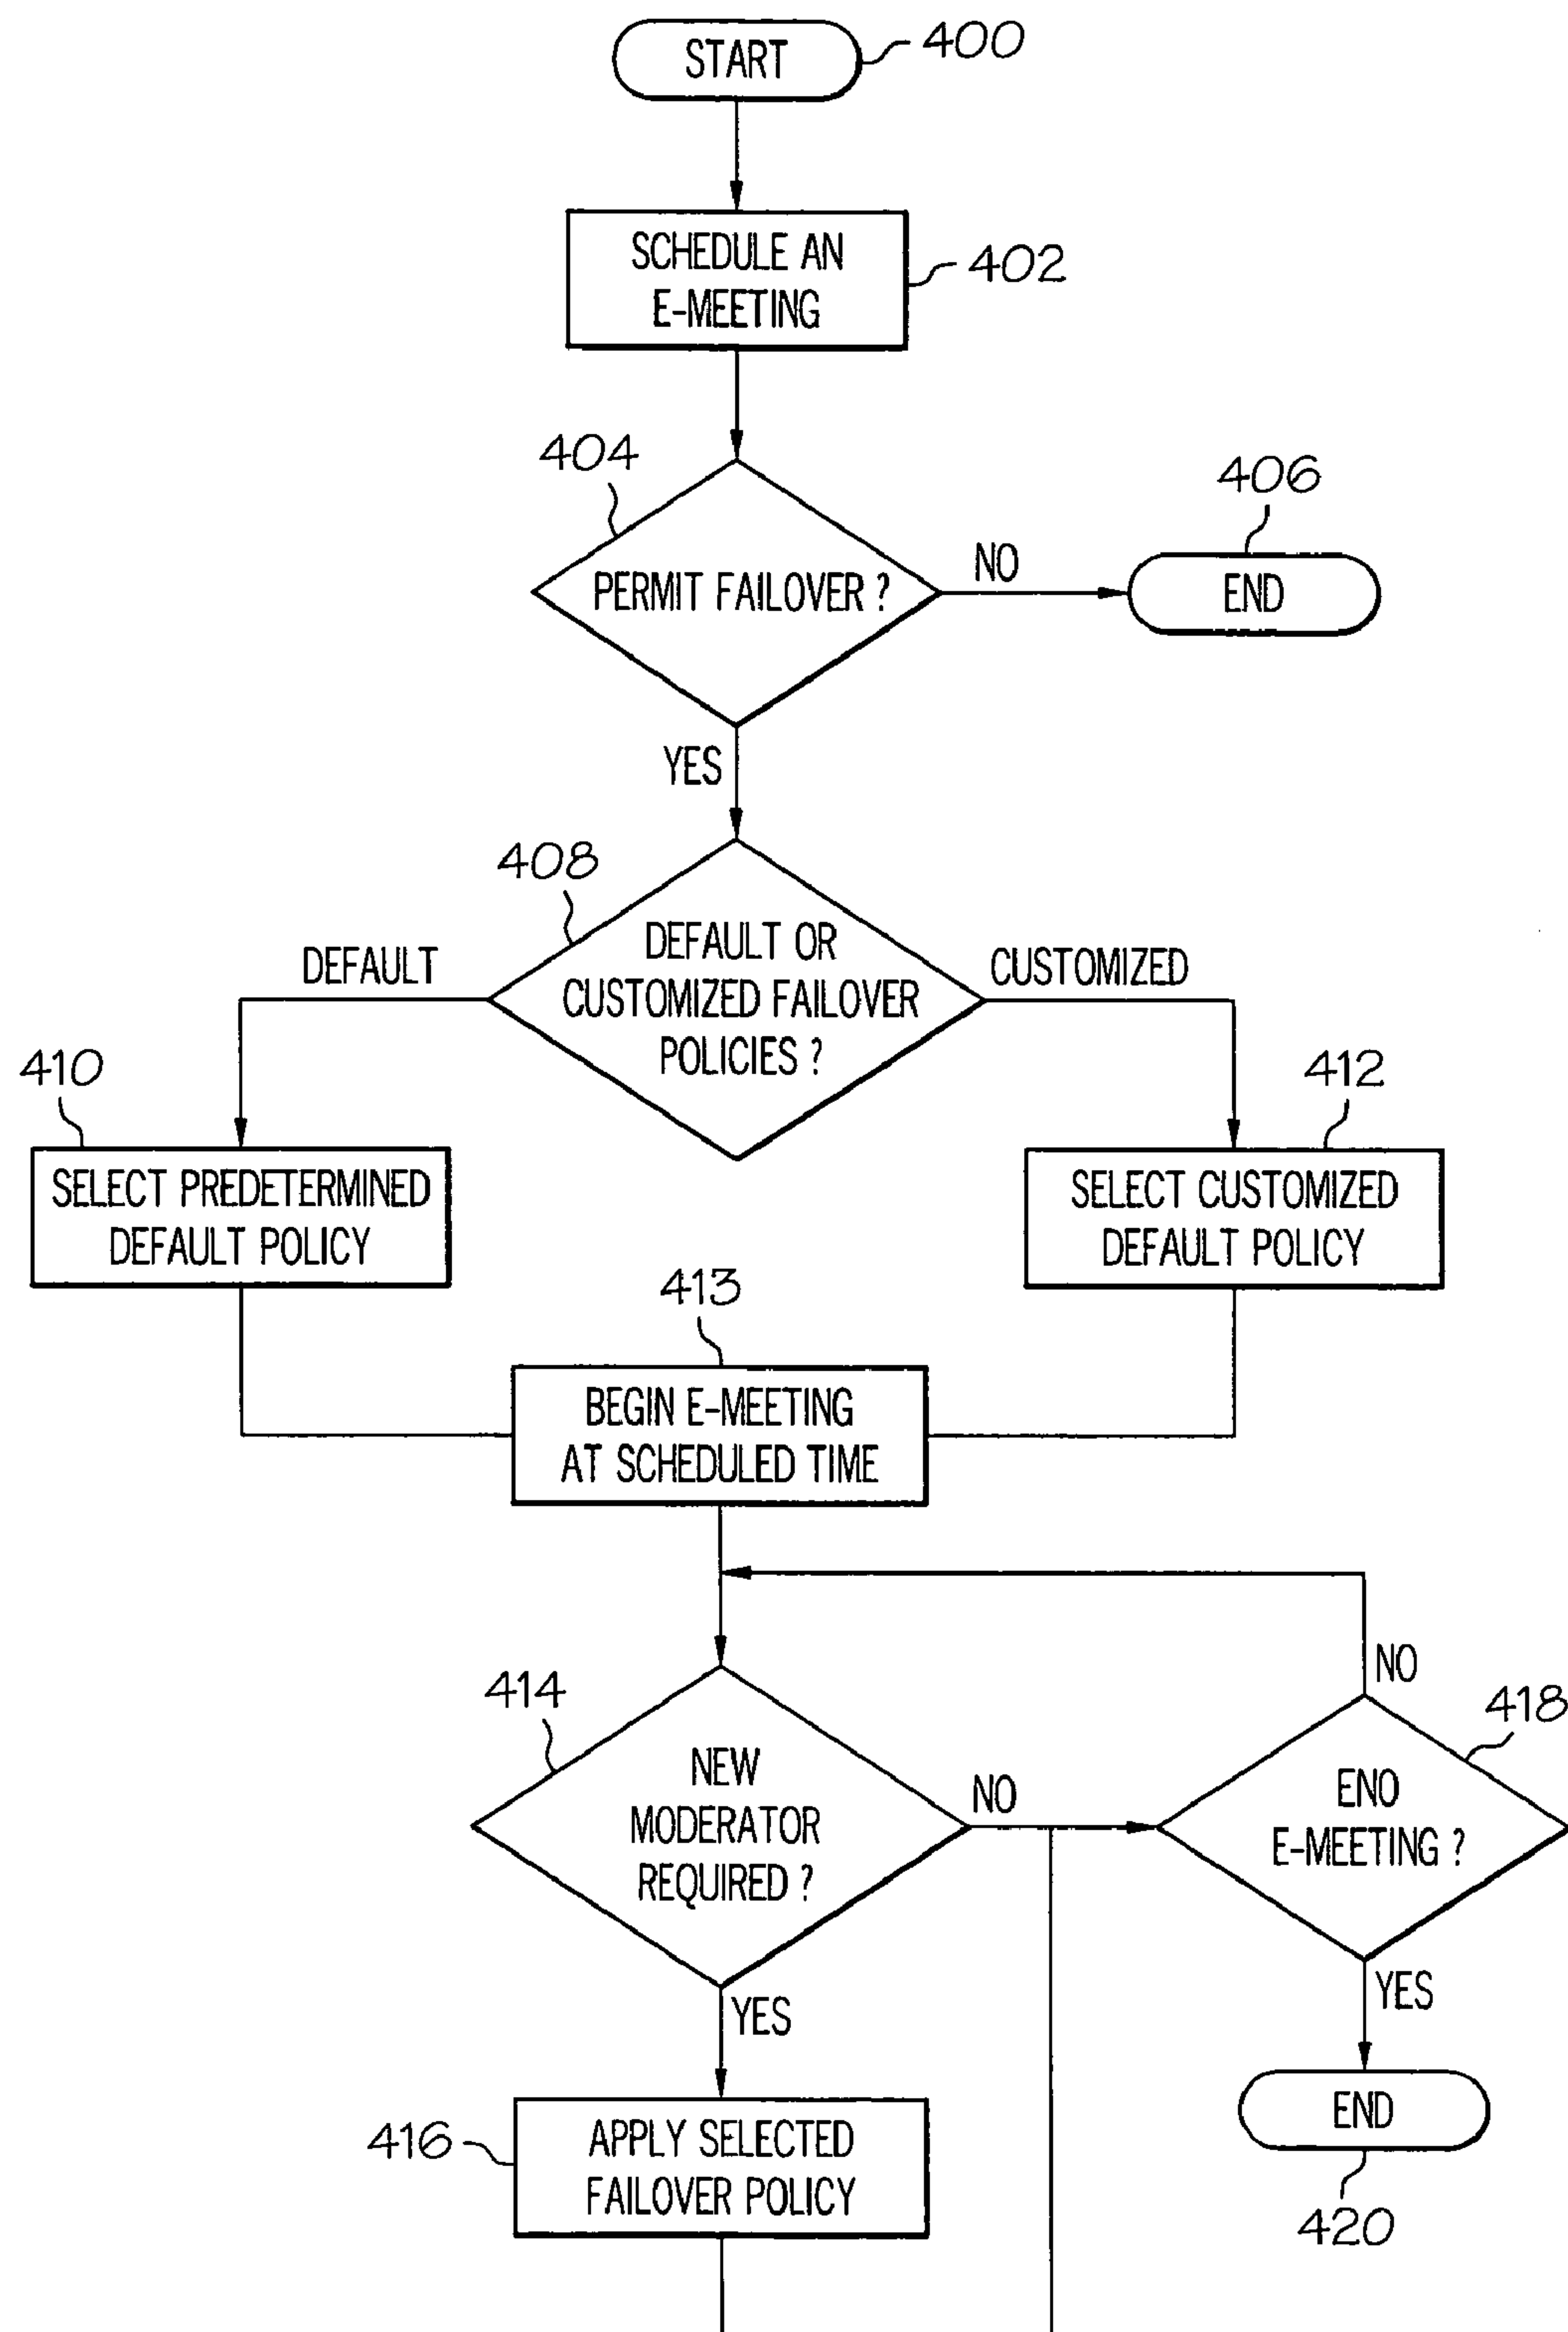 START
400
SCHEDULE AN
E-MEETING
402
404
PERMIT FAILOVER ?
NO
406
END
YES
408
DEFAULT OR
CUSTOMIZED FAILOVER
POLICIES ?
DEFAULT
CUSTOMIZED
410
SELECT PREDETERMINED
DEFAULT POLICY
412
SELECT CUSTOMIZED
DEFAULT POLICY
413
BEGIN E-MEETING
AT SCHEDULED TIME
414
NEW
MODERATOR
REQUIRED ?
NO
NO
418
ENO
E-MEETING ?
YES
YES
416
APPLY SELECTED
FAILOVER POLICY
END
420